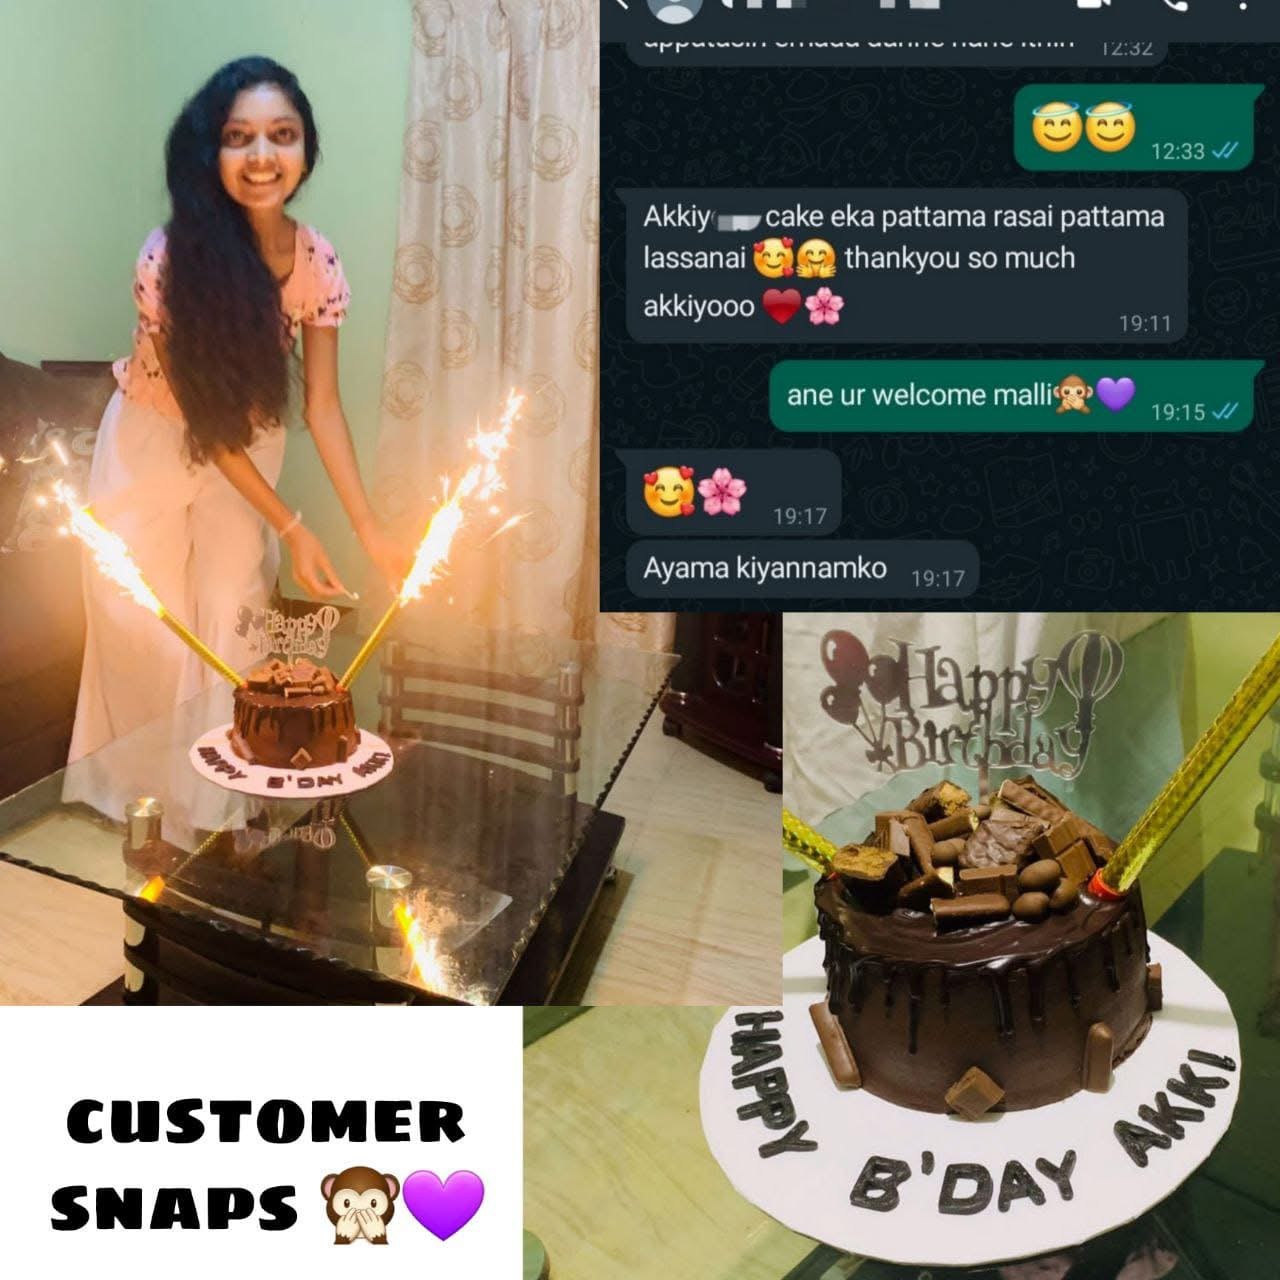 12:32
😇😇 12:33
Akkiy cake eka pattama rasai pattama
lassanai 🥰🤗 thankyou so much
akkiyooo ❤️🌸
19:11
ane ur welcome malli🙊💜
19:15
🥰🌸
19:17
Ayama kiyannamko 19:17
Happy
Birthday
HAPPY B'DAY AKKI
Happy
Birthday
HAPPY B'DAY AKKI
CUSTOMER
SNAPS 🙊💜